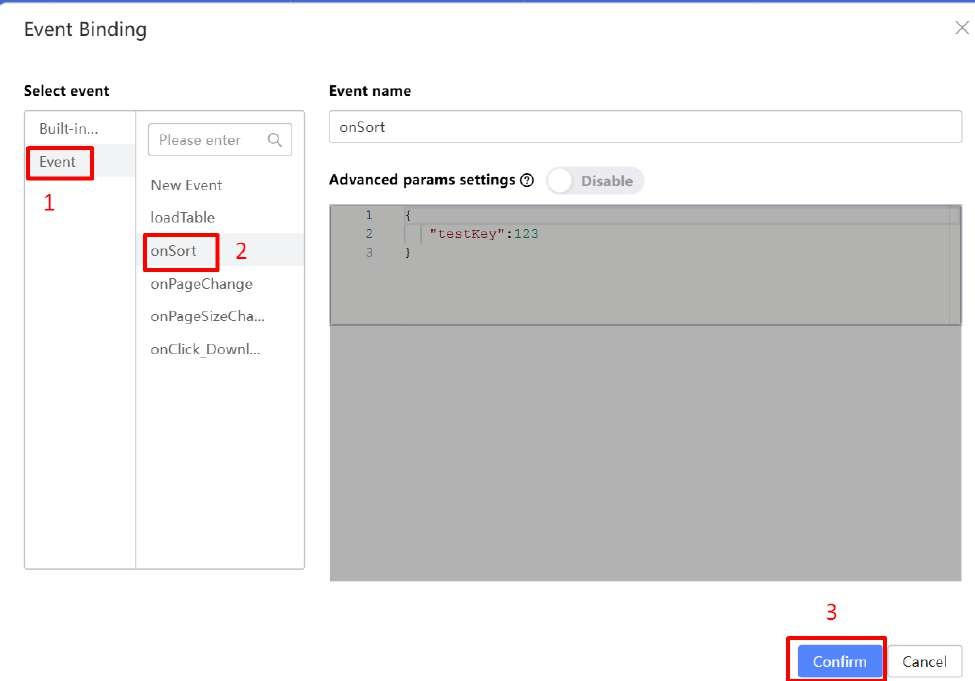 Event Binding
Select event
Event name
Built-in...
Please enter
onSort
Event
1
New Event
Advanced params settings
Disable
loadTable
onSort
2
onPageChange
onPageSizeCha...
onClick_Downl...
1 {
2 "testKey":123
3 }
3
Confirm
Cancel